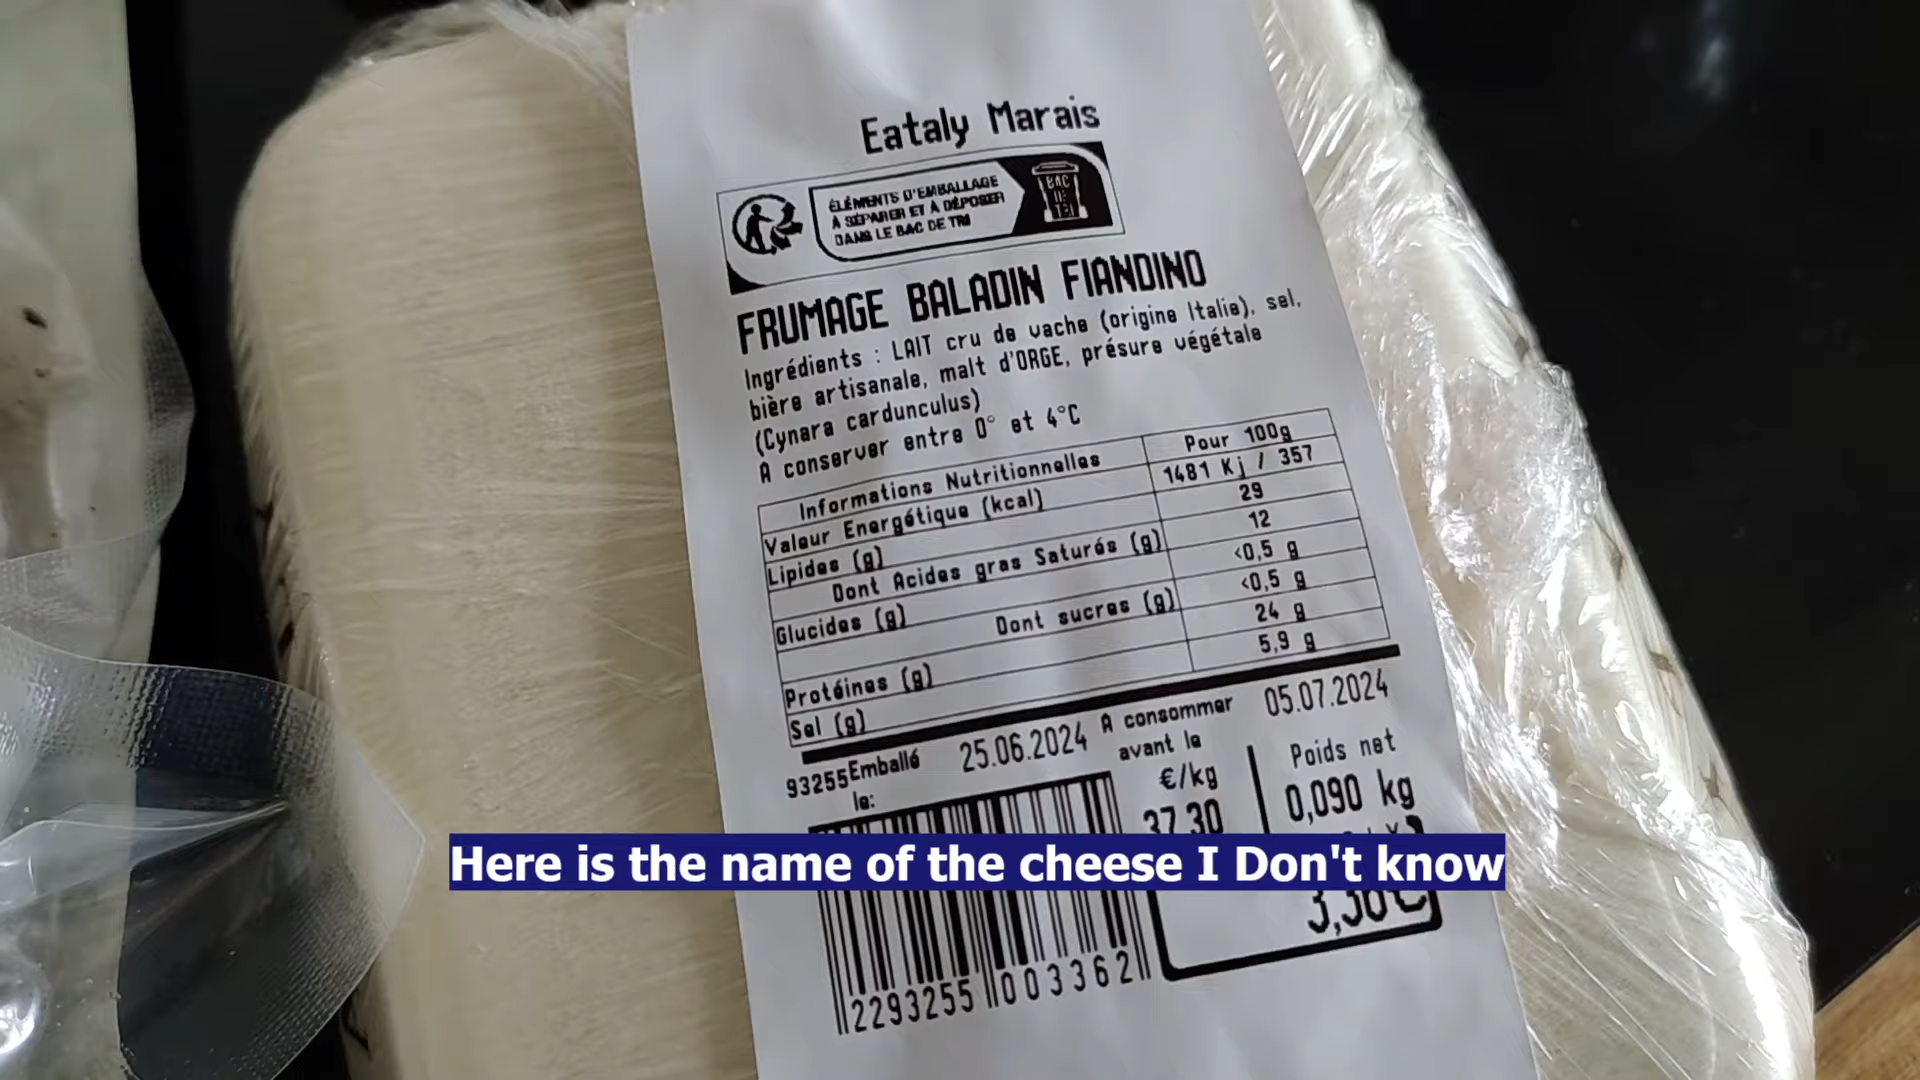 Eataly Marais
ÉLÉMENTS D'EMBALLAGE
À SÉPARER ET À DÉPOSER
DANS LE BAC DE TRI
BAC
DE
TRI
FRUMAGE BALADIN FIANDINO
Ingrédients : LAIT cru de vache (origine Italie), sel,
bière artisanale, malt d'ORGE, présure végétale
(Cynara cardunculus)
A conserver entre 0° et 4°C
Informations Nutritionnelles Pour 100g
Valeur Energétique (kcal) 1481 Kj / 357
Lipides (g) 29
Dont Acides gras Saturés (g) 12
Glucides (g) <0,5 g
Dont sucres (g) <0,5 g
Protéines (g) 24 g
Sel (g) 5,9 g
93255 Emballé le: 25.06.2024 A consommer avant le 05.07.2024
€/kg Poids net
37,30 0,090 kg
Here is the name of the cheese I Don't know
2293255 003362